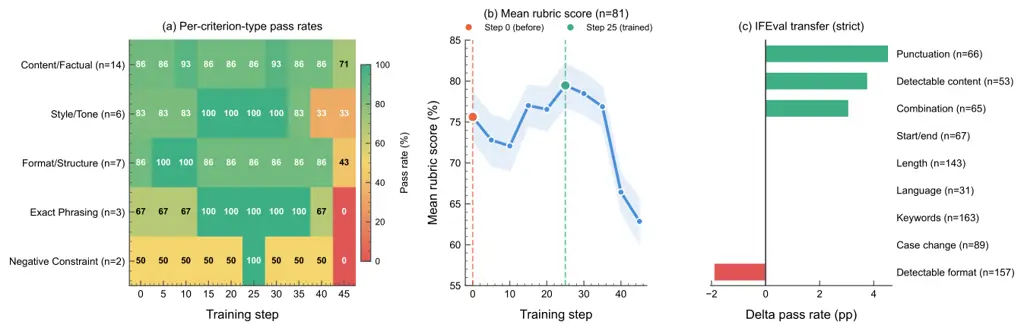 (a) Per-criterion-type pass rates
Content/Factual (n=14) 86 86 93 86 86 86 93 86 86 71
Style/Tone (n=6) 83 83 83 100 100 100 100 83 33 33
Format/Structure (n=7) 86 100 100 86 86 86 86 86 86 43
Exact Phrasing (n=3) 67 67 67 100 100 100 100 100 67 0
Negative Constraint (n=2) 50 50 50 50 50 100 50 50 50 0
0 5 10 15 20 25 30 35 40 45
Training step
100
80
60
40
20
0
Pass rate (%)
(b) Mean rubric score (n=81)
Step 0 (before) Step 25 (trained)
85
80
75
70
65
60
55
Mean rubric score (%)
0 10 20 30 40
Training step
(c) IFEval transfer (strict)
Punctuation (n=66)
Detectable content (n=53)
Combination (n=65)
Start/end (n=67)
Length (n=143)
Language (n=31)
Keywords (n=163)
Case change (n=89)
Detectable format (n=157)
−2 0 2 4
Delta pass rate (pp)